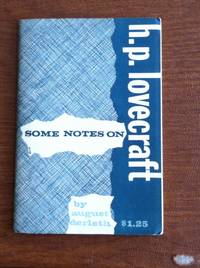 SOME NOTES ON
h.p. lovecraft
by
august
derleth
$1.25